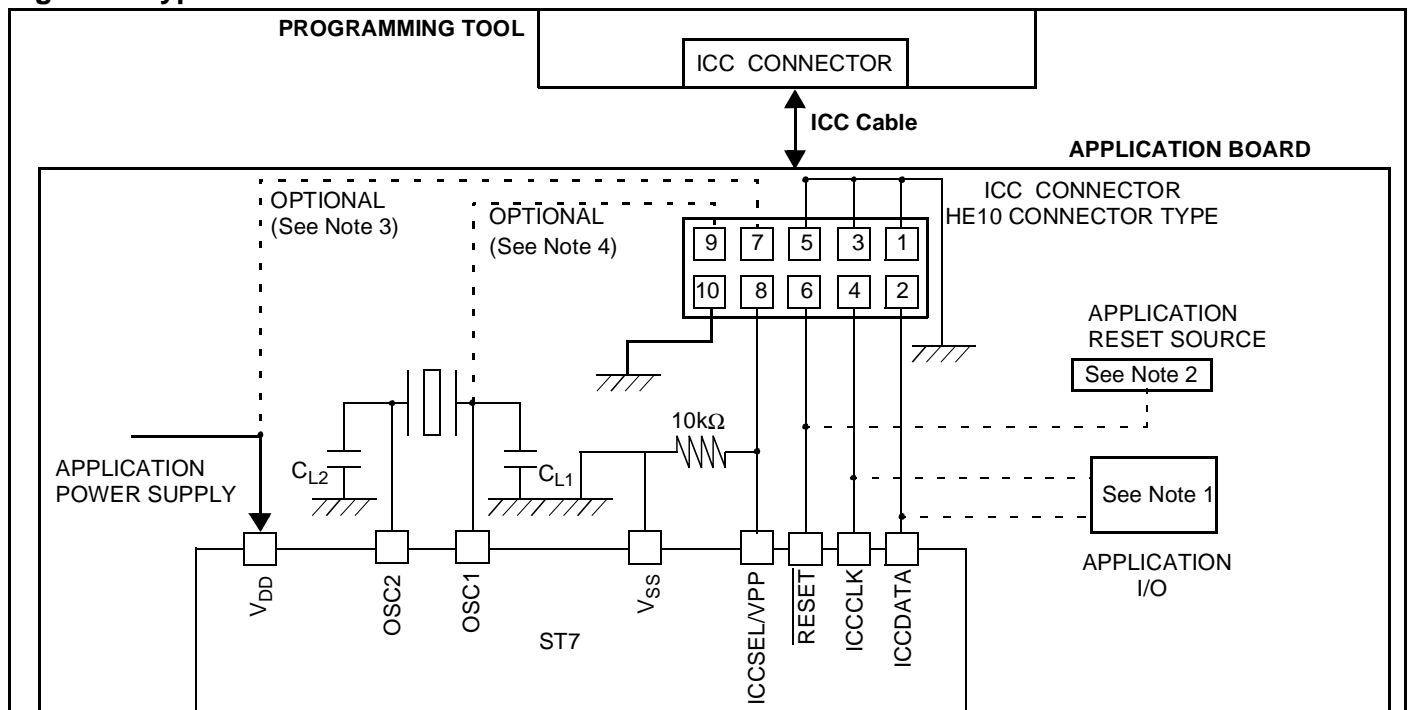 PROGRAMMING TOOL
ICC CONNECTOR
ICC Cable
APPLICATION BOARD
OPTIONAL
(See Note 3)
OPTIONAL
(See Note 4)
ICC CONNECTOR
HE10 CONNECTOR TYPE
9 7 5 3 1
10 8 6 4 2
APPLICATION
RESET SOURCE
See Note 2
10kΩ
APPLICATION
POWER SUPPLY
CL2
CL1
See Note 1
APPLICATION
I/O
VDD
OSC2
OSC1
VSS
ICCSEL/VPP
RESET
ICCCLK
ICCDATA
ST7